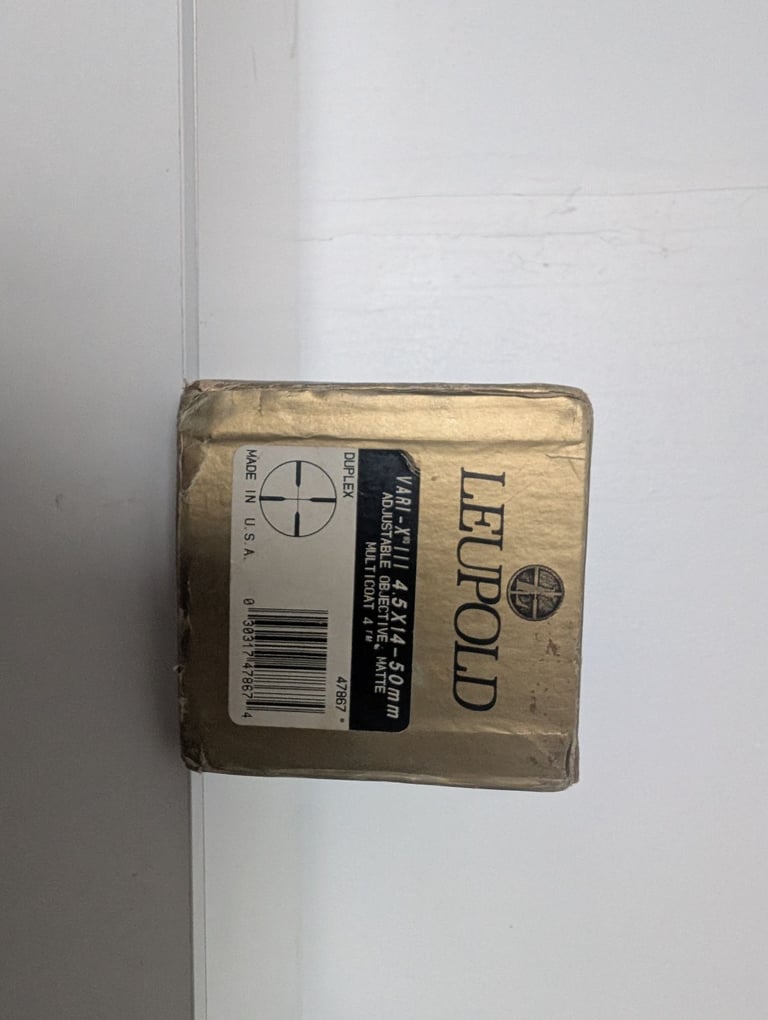 LEUPOLD
VARI-X® III 4.5X14-50mm
ADJUSTABLE OBJECTIVE, MATTE
MULTICOAT 4™
DUPLEX
47867
MADE IN U.S.A.
0 30317 47867 4